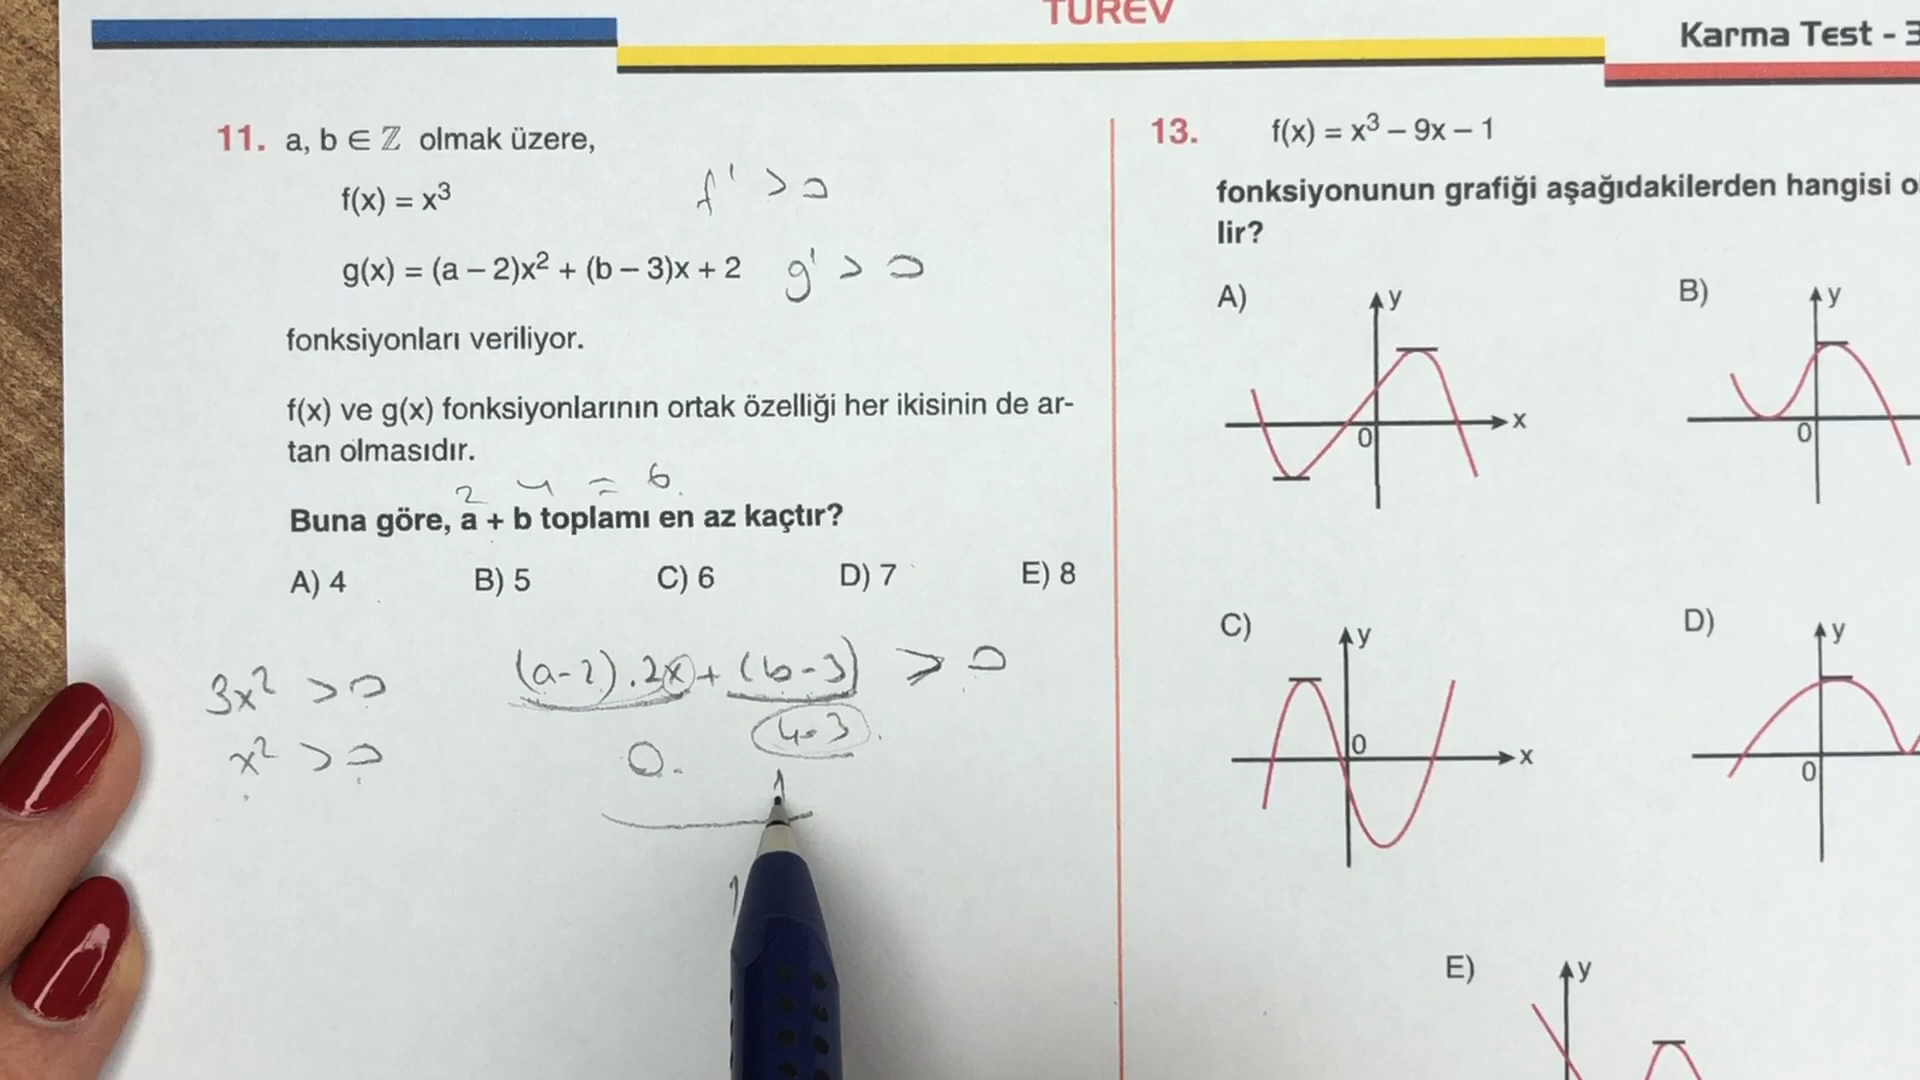 TÜREV
Karma Test - 3
11. a, b ∈ ℤ olmak üzere,
f(x) = x³
f' > 0
g(x) = (a – 2)x² + (b – 3)x + 2
g' > 0
fonksiyonları veriliyor.
f(x) ve g(x) fonksiyonlarının ortak özelliği her ikisinin de ar-
tan olmasıdır.
2 4 = 6
Buna göre, a + b toplamı en az kaçtır?
A) 4 B) 5 C) 6 D) 7 E) 8
3x² > 0
x² > 0
(a-2).2x + (b-3) > 0
4-3
0. 1
13. f(x) = x³ – 9x – 1
fonksiyonunun grafiği aşağıdakilerden hangisi
lir?
A) y x 0
B) y 0
C) y x 0
D) y 0
E) y